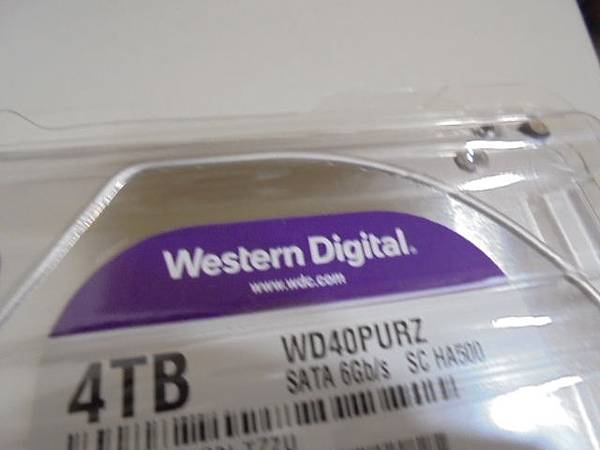 Western Digital.
www.wdc.com
WD40PURZ
4TB
SATA 6Gb/s SC HA500